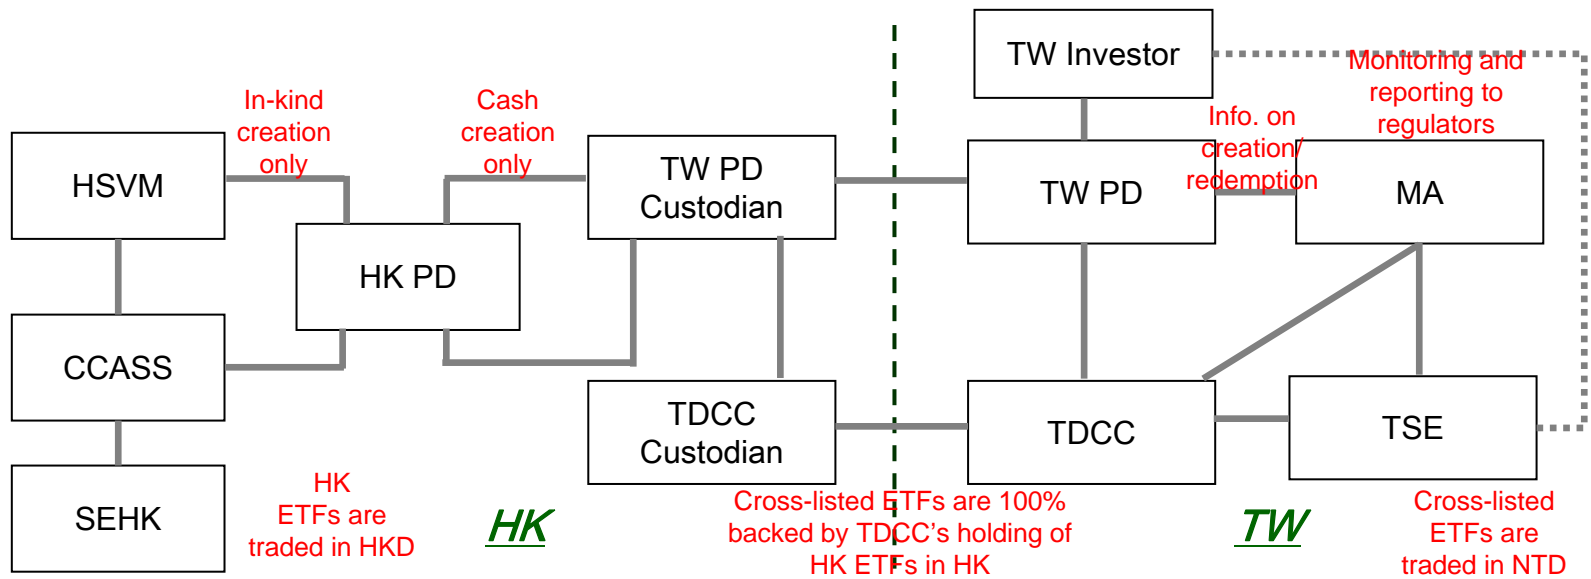 TW Investor
Monitoring and
reporting to
regulators
In-kind
creation
only
Cash
creation
only
Info. on
creation/
redemption
HSVM
TW PD
Custodian
TW PD
MA
HK PD
CCASS
TDCC
Custodian
TDCC
TSE
SEHK
HK
ETFs are
traded in HKD
HK
Cross-listed ETFs are 100%
backed by TDCC's holding of
HK ETFs in HK
TW
Cross-listed
ETFs are
traded in NTD